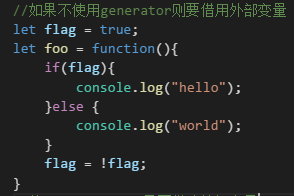 //如果不使用generator则要借用外部变量
let flag = true;
let foo = function(){
    if(flag){
        console.log("hello");
    }else {
        console.log("world");
    }
    flag = !flag;
}